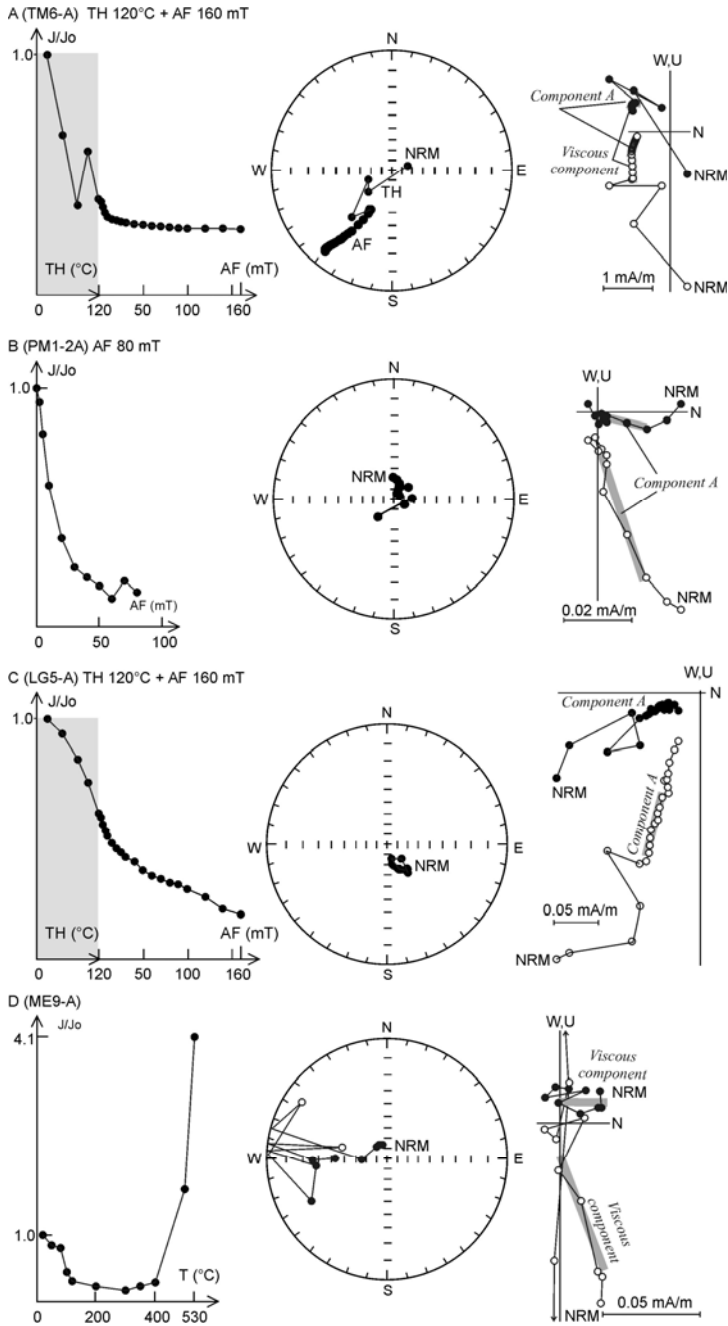 A (TM6-A) TH 120°C + AF 160 mT
J/Jo
1.0
TH (°C)
AF (mT)
0
120
50
100
160
N
W
E
S
NRM
TH
AF
W,U
Component A
N
Viscous
component
NRM
NRM
1 mA/m
B (PM1-2A) AF 80 mT
J/Jo
1.0
AF (mT)
0
50
100
N
W
E
S
NRM
W,U
NRM
N
Component A
NRM
0.02 mA/m
C (LG5-A) TH 120°C + AF 160 mT
J/Jo
1.0
TH (°C)
AF (mT)
0
120
50
100
160
N
W
E
S
NRM
W,U
N
Component A
NRM
Component A
0.05 mA/m
NRM
D (ME9-A)
J/Jo
4.1
1.0
T (°C)
0
200
400
530
N
W
E
S
NRM
W,U
Viscous
component
NRM
N
Viscous
component
NRM
0.05 mA/m